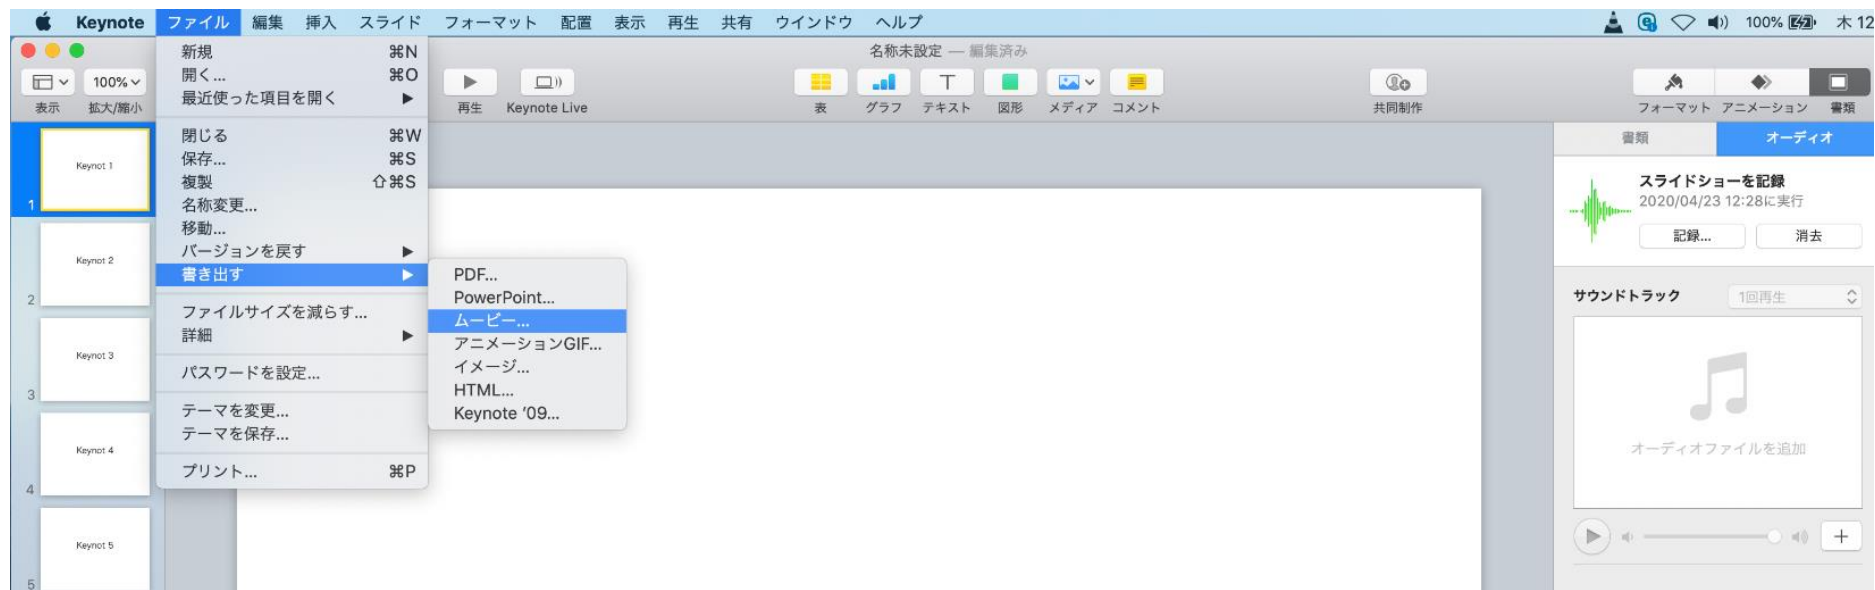 Keynote ファイル 編集 挿入 スライド フォーマット 配置 表示 再生 共有 ウインドウ ヘルプ 100% 木 12
名称未設定 — 編集済み
100%
表示 拡大/縮小 再生 Keynote Live 表 グラフ テキスト 図形 メディア コメント 共同制作 フォーマット アニメーション 書類
新規 ⌘N
開く... ⌘O
最近使った項目を開く ▶
閉じる ⌘W
保存... ⌘S
複製 ⇧⌘S
名称変更...
移動...
バージョンを戻す ▶
書き出す ▶
ファイルサイズを減らす...
詳細 ▶
パスワードを設定...
テーマを変更...
テーマを保存...
プリント... ⌘P
PDF...
PowerPoint...
ムービー...
アニメーションGIF...
イメージ...
HTML...
Keynote '09...
Keynot 1
1
Keynot 2
2
Keynot 3
3
Keynot 4
4
Keynot 5
5
書類 オーディオ
スライドショーを記録
2020/04/23 12:28に実行
記録... 消去
サウンドトラック 1回再生
オーディオファイルを追加